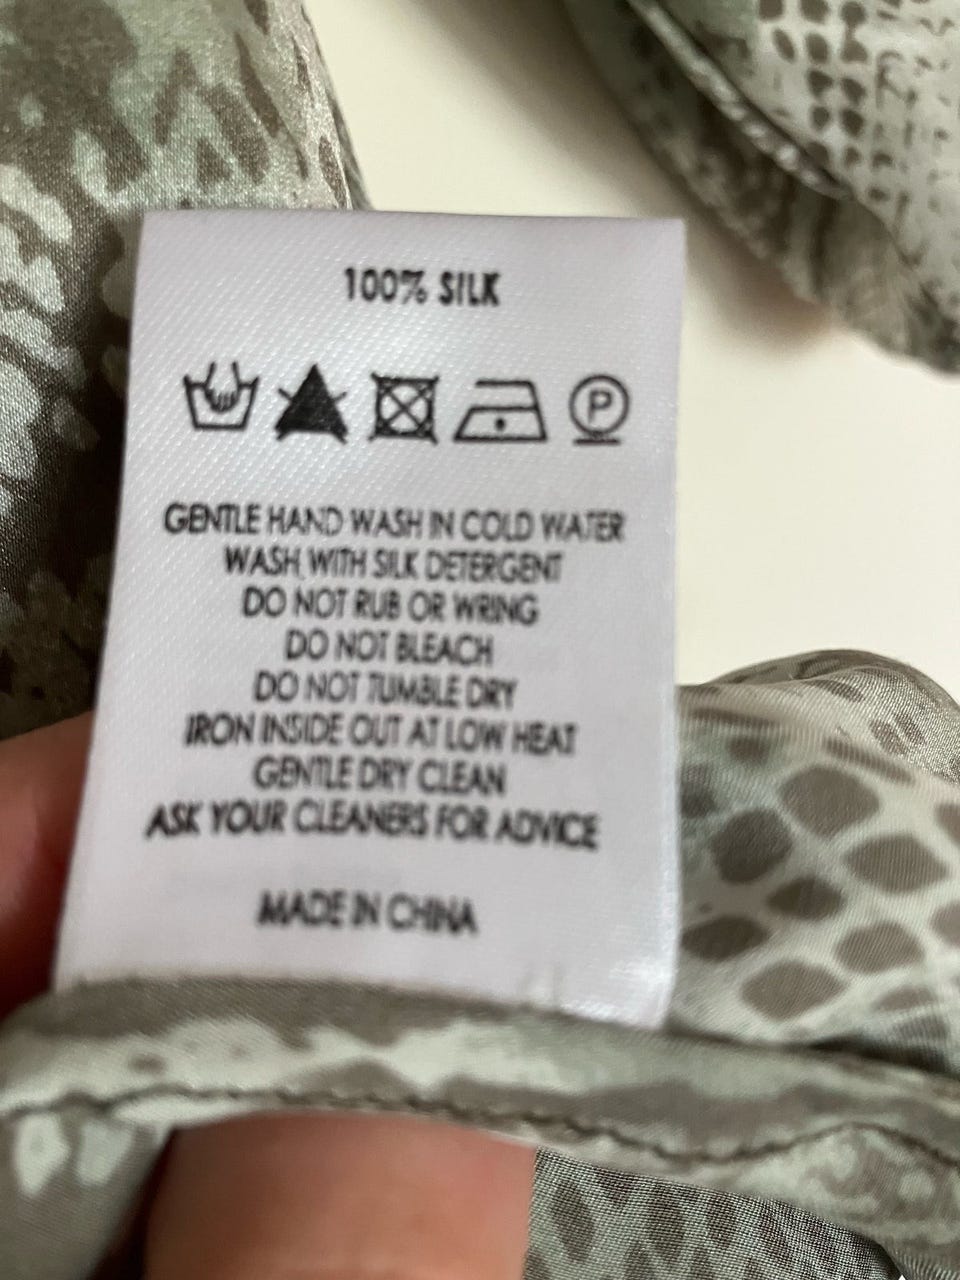 100% SILK
P
GENTLE HAND WASH IN COLD WATER
WASH WITH SILK DETERGENT
DO NOT RUB OR WRING
DO NOT BLEACH
DO NOT TUMBLE DRY
IRON INSIDE OUT AT LOW HEAT
GENTLE DRY CLEAN
ASK YOUR CLEANERS FOR ADVICE
MADE IN CHINA